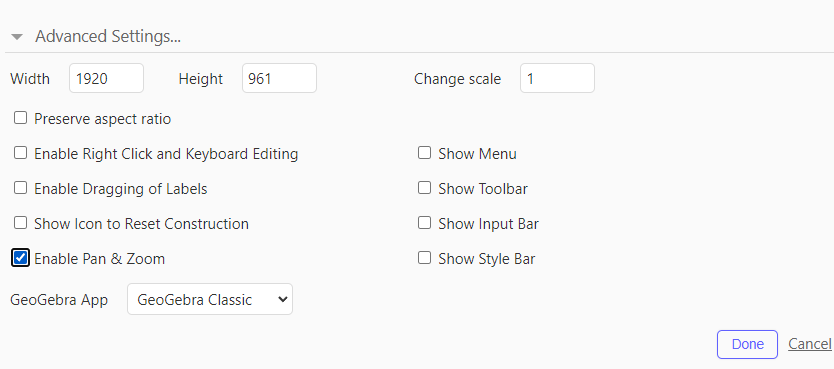 Advanced Settings...
Width 1920 Height 961 Change scale 1
Preserve aspect ratio
Enable Right Click and Keyboard Editing Show Menu
Enable Dragging of Labels Show Toolbar
Show Icon to Reset Construction Show Input Bar
Enable Pan & Zoom Show Style Bar
GeoGebra App GeoGebra Classic
Done Cancel